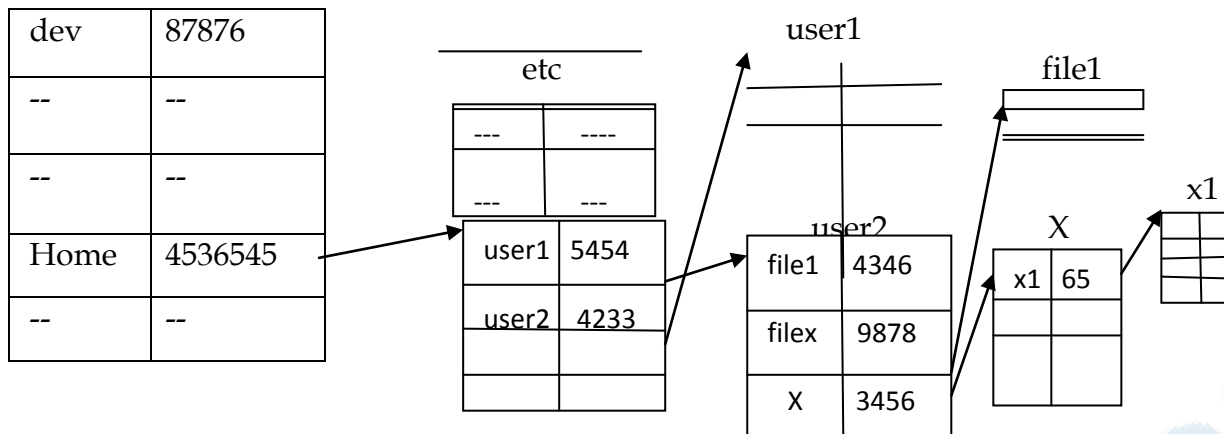 dev 87876
-- --
-- --
Home 4536545
-- --
etc
--- ----
--- ---
user1 5454
user2 4233
user1
user2
file1 4346
filex 9878
X 3456
file1
X
x1 65
x1